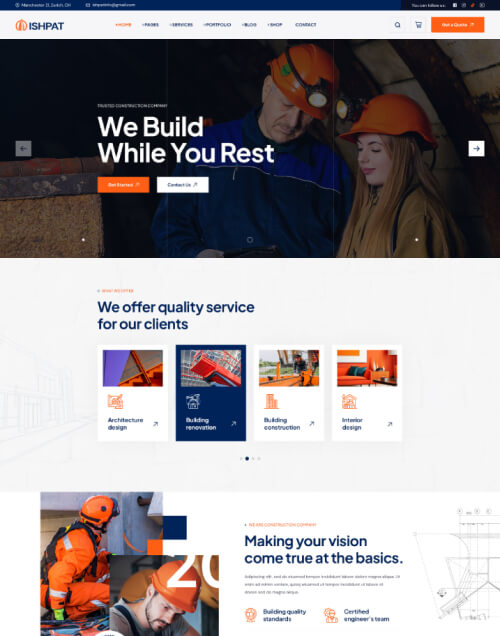 Manchester 21, Zurich, CH
ishpatinfo@gmail.com
You can follow us:
ISHPAT
+HOME +PAGES +SERVICES +PORTFOLIO +BLOG +SHOP CONTACT
Get a Quote
TRUSTED CONSTRUCTION COMPANY
We Build
While You Rest
Get Started
Contact Us
WHAT WE OFFER
We offer quality service
for our clients
Architecture
design
Building
renovation
Building
construction
Interior
design
20
WE ARE CONSTRUCTION COMPANY
Making your vision
come true at the basics.
Building quality
standards
Certified
engineer's team